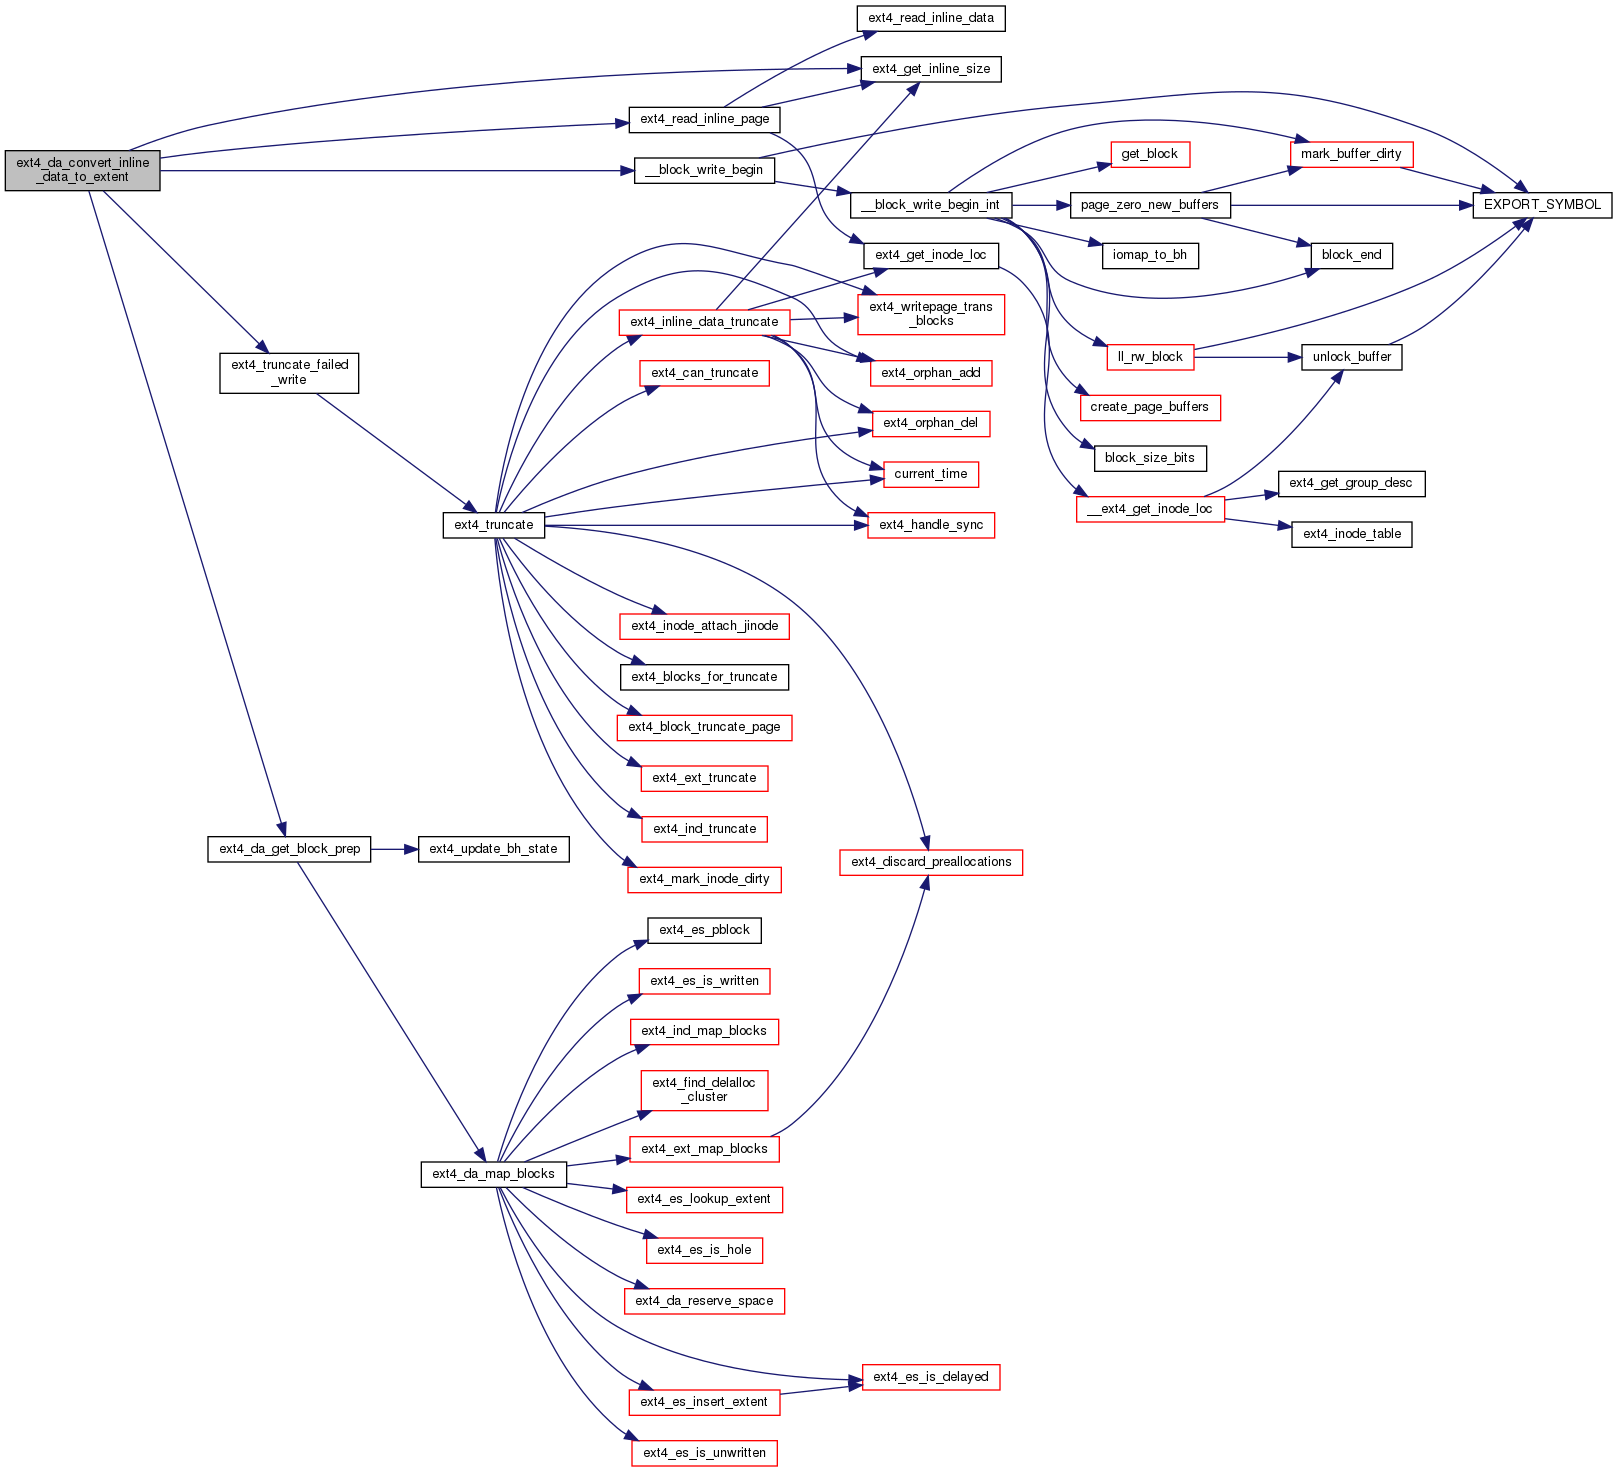 ext4_read_inline_data
ext4_get_inline_size
ext4_read_inline_page
ext4_da_convert_inline
_data_to_extent
__block_write_begin
get_block
mark_buffer_dirty
__block_write_begin_int
page_zero_new_buffers
EXPORT_SYMBOL
ext4_get_inode_loc
iomap_to_bh
block_end
ext4_writepage_trans
_blocks
ext4_inline_data_truncate
ext4_truncate_failed
_write
ext4_can_truncate
ext4_orphan_add
ll_rw_block
unlock_buffer
create_page_buffers
ext4_orphan_del
block_size_bits
current_time
ext4_get_group_desc
__ext4_get_inode_loc
ext4_truncate
ext4_handle_sync
ext4_inode_table
ext4_inode_attach_jinode
ext4_blocks_for_truncate
ext4_block_truncate_page
ext4_ext_truncate
ext4_ind_truncate
ext4_da_get_block_prep
ext4_update_bh_state
ext4_discard_preallocations
ext4_mark_inode_dirty
ext4_es_pblock
ext4_es_is_written
ext4_ind_map_blocks
ext4_find_delalloc
_cluster
ext4_ext_map_blocks
ext4_da_map_blocks
ext4_es_lookup_extent
ext4_es_is_hole
ext4_da_reserve_space
ext4_es_is_delayed
ext4_es_insert_extent
ext4_es_is_unwritten